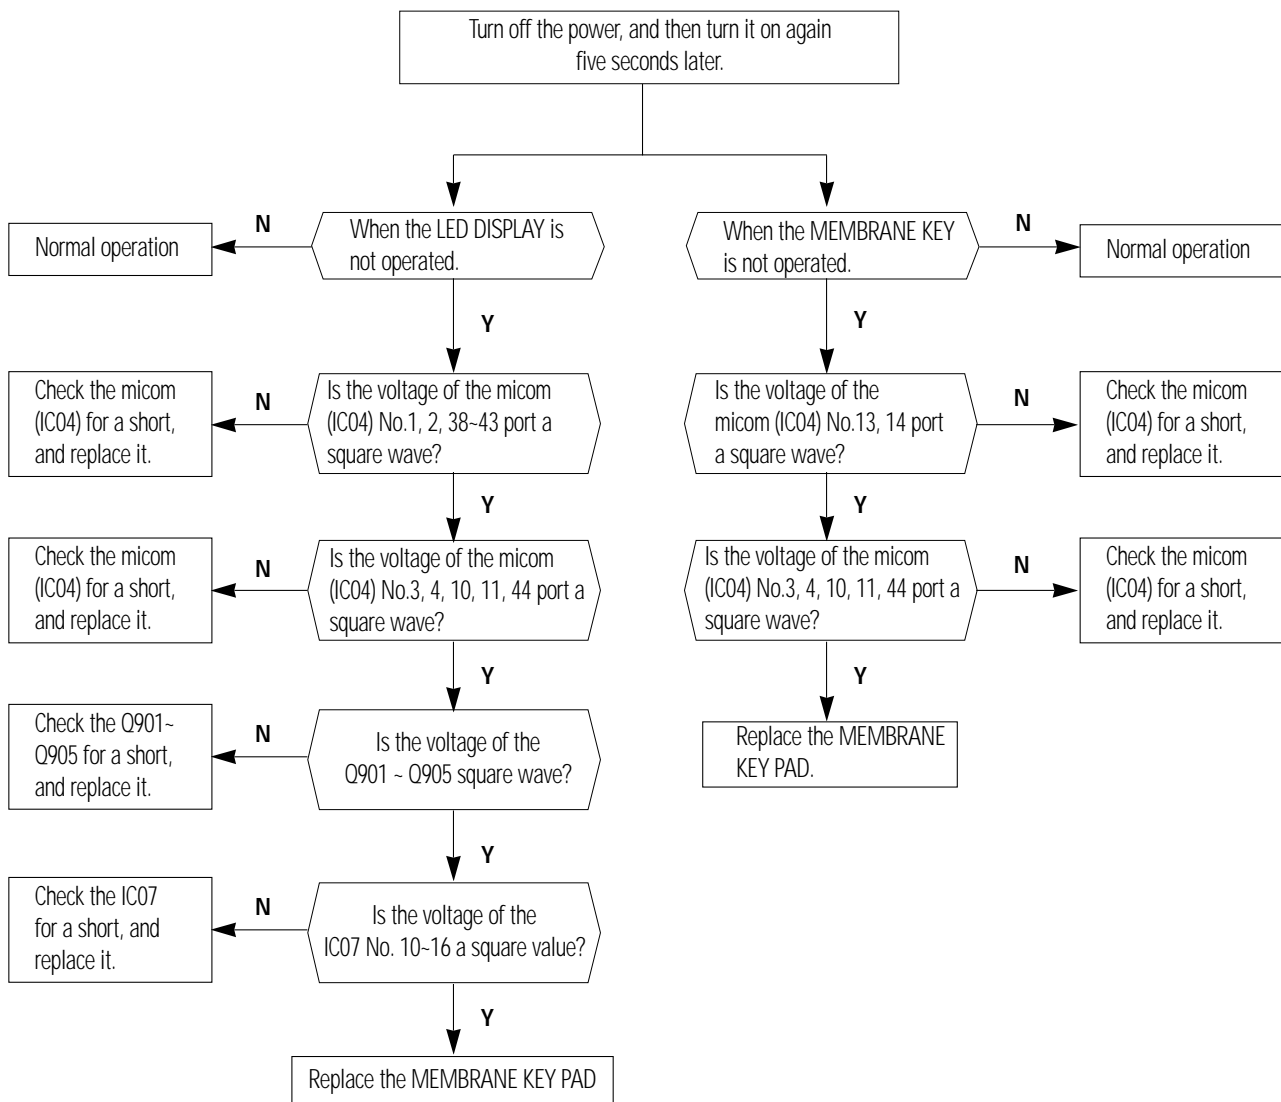 Turn off the power, and then turn it on again
five seconds later.
N
When the LED DISPLAY is
not operated.
Normal operation
When the MEMBRANE KEY
is not operated.
N
Normal operation
Y
Y
Check the micom
(IC04) for a short,
and replace it.
N
Is the voltage of the micom
(IC04) No.1, 2, 38~43 port a
square wave?
Is the voltage of the
micom (IC04) No.13, 14 port
a square wave?
N
Check the micom
(IC04) for a short,
and replace it.
Y
Y
Check the micom
(IC04) for a short,
and replace it.
N
Is the voltage of the micom
(IC04) No.3, 4, 10, 11, 44 port a
square wave?
Is the voltage of the micom
(IC04) No.3, 4, 10, 11, 44 port a
square wave?
N
Check the micom
(IC04) for a short,
and replace it.
Y
Y
Check the Q901~
Q905 for a short,
and replace it.
N
Is the voltage of the
Q901 ~ Q905 square wave?
Replace the MEMBRANE
KEY PAD.
Y
Check the IC07
for a short, and
replace it.
N
Is the voltage of the
IC07 No. 10~16 a square value?
Y
Replace the MEMBRANE KEY PAD